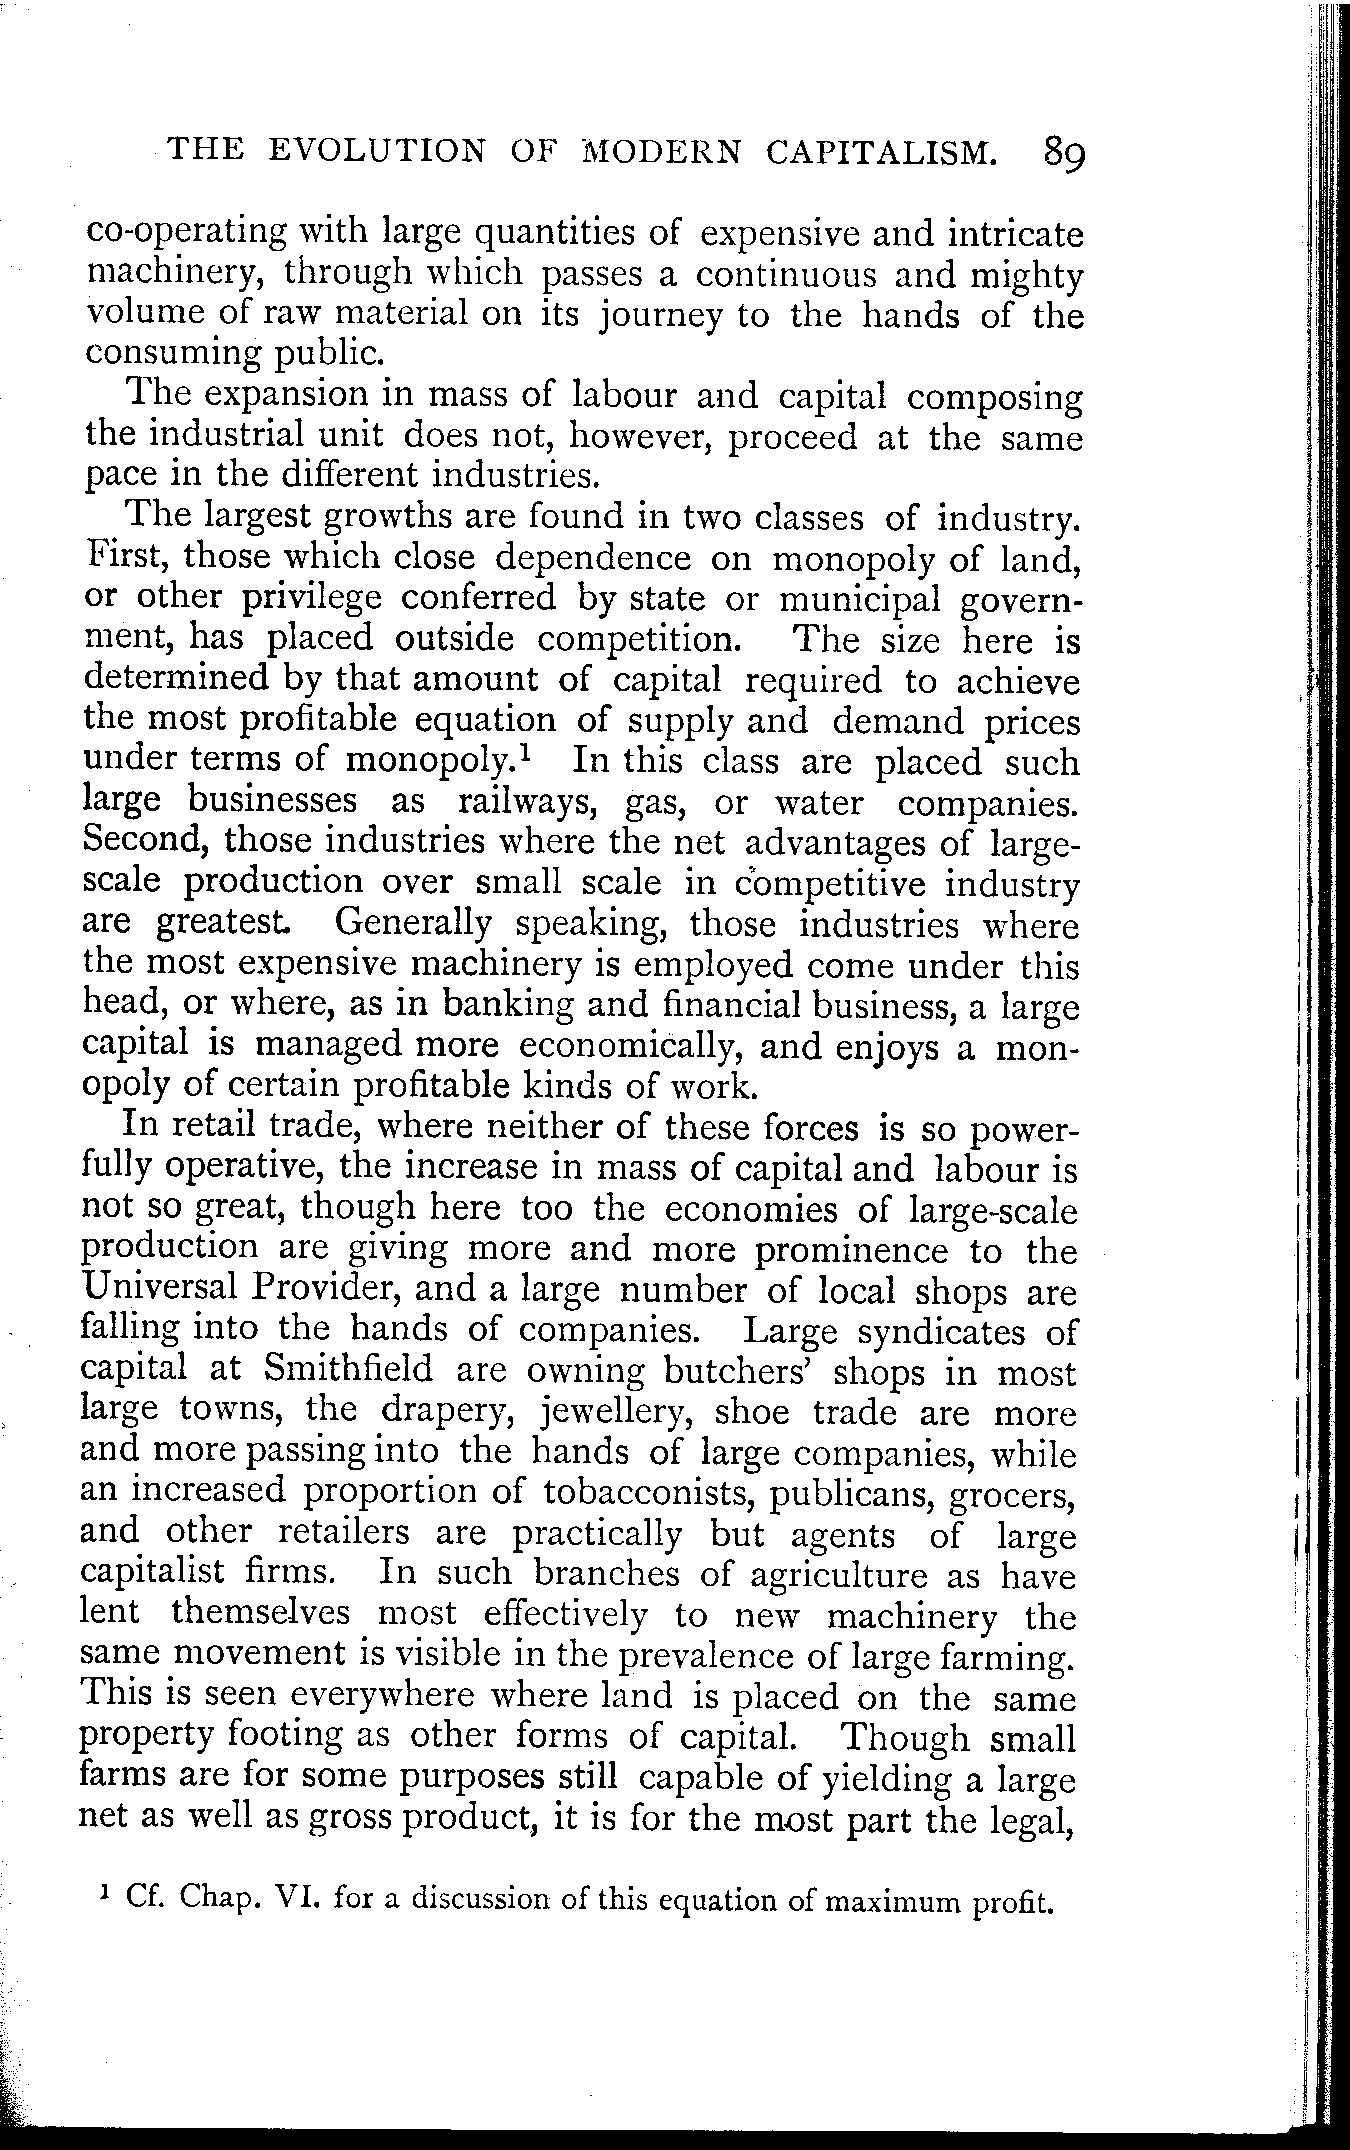 THE EVOLUTION OF MODERN CAPITALISM. 89
co-operating with large quantities of expensive and intricate
machinery, through which passes a continuous and mighty
volume of raw material on its journey to the hands of the
consuming public.
The expansion in mass of labour and capital composing
the industrial unit does not, however, proceed at the same
pace in the different industries.
The largest growths are found in two classes of industry.
First, those which close dependence on monopoly of land,
or other privilege conferred by state or municipal govern-
ment, has placed outside competition. The size here is
determined by that amount of capital required to achieve
the most profitable equation of supply and demand prices
under terms of monopoly.¹ In this class are placed such
large businesses as railways, gas, or water companies.
Second, those industries where the net advantages of large-
scale production over small scale in competitive industry
are greatest. Generally speaking, those industries where
the most expensive machinery is employed come under this
head, or where, as in banking and financial business, a large
capital is managed more economically, and enjoys a mon-
opoly of certain profitable kinds of work.
In retail trade, where neither of these forces is so power-
fully operative, the increase in mass of capital and labour is
not so great, though here too the economies of large-scale
production are giving more and more prominence to the
Universal Provider, and a large number of local shops are
falling into the hands of companies. Large syndicates of
capital at Smithfield are owning butchers' shops in most
large towns, the drapery, jewellery, shoe trade are more
and more passing into the hands of large companies, while
an increased proportion of tobacconists, publicans, grocers,
and other retailers are practically but agents of large
capitalist firms. In such branches of agriculture as have
lent themselves most effectively to new machinery the
same movement is visible in the prevalence of large farming.
This is seen everywhere where land is placed on the same
property footing as other forms of capital. Though small
farms are for some purposes still capable of yielding a large
net as well as gross product, it is for the most part the legal,
¹ Cf. Chap. VI. for a discussion of this equation of maximum profit.